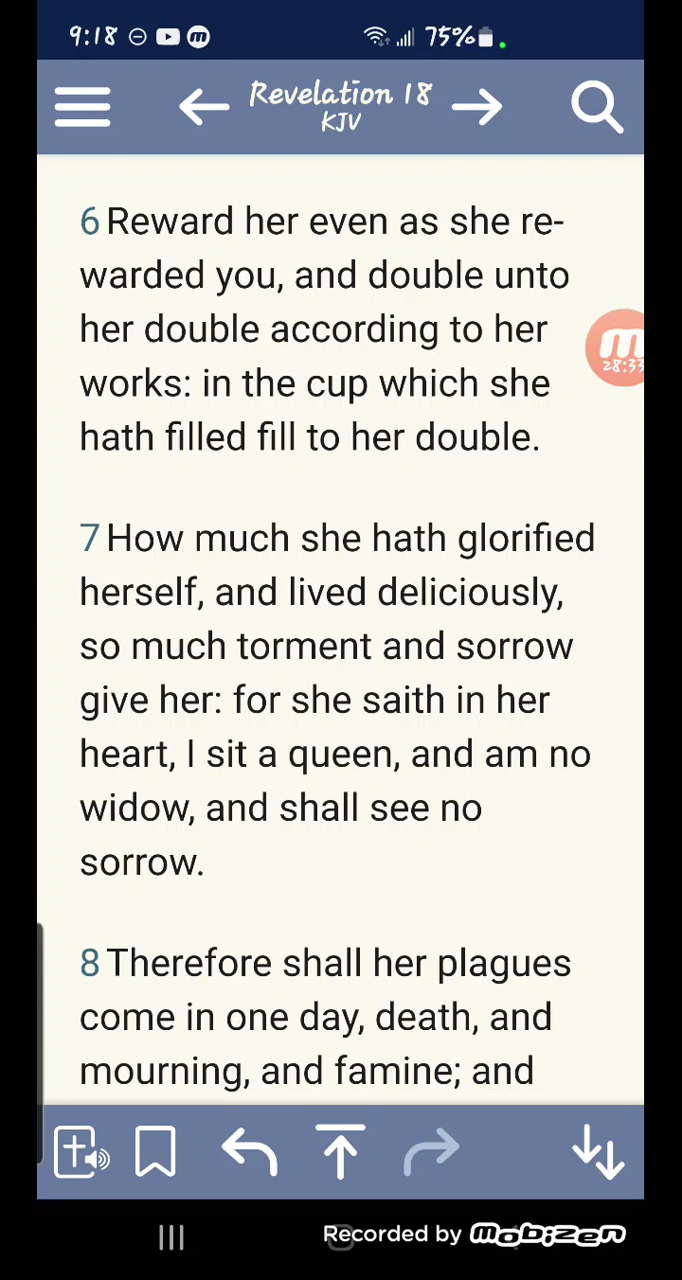 9:18 75%
Revelation 18
KJV
6 Reward her even as she re-
warded you, and double unto
her double according to her
works: in the cup which she
hath filled fill to her double.
28:33
7 How much she hath glorified
herself, and lived deliciously,
so much torment and sorrow
give her: for she saith in her
heart, I sit a queen, and am no
widow, and shall see no
sorrow.
8 Therefore shall her plagues
come in one day, death, and
mourning, and famine; and
Recorded by mobizen